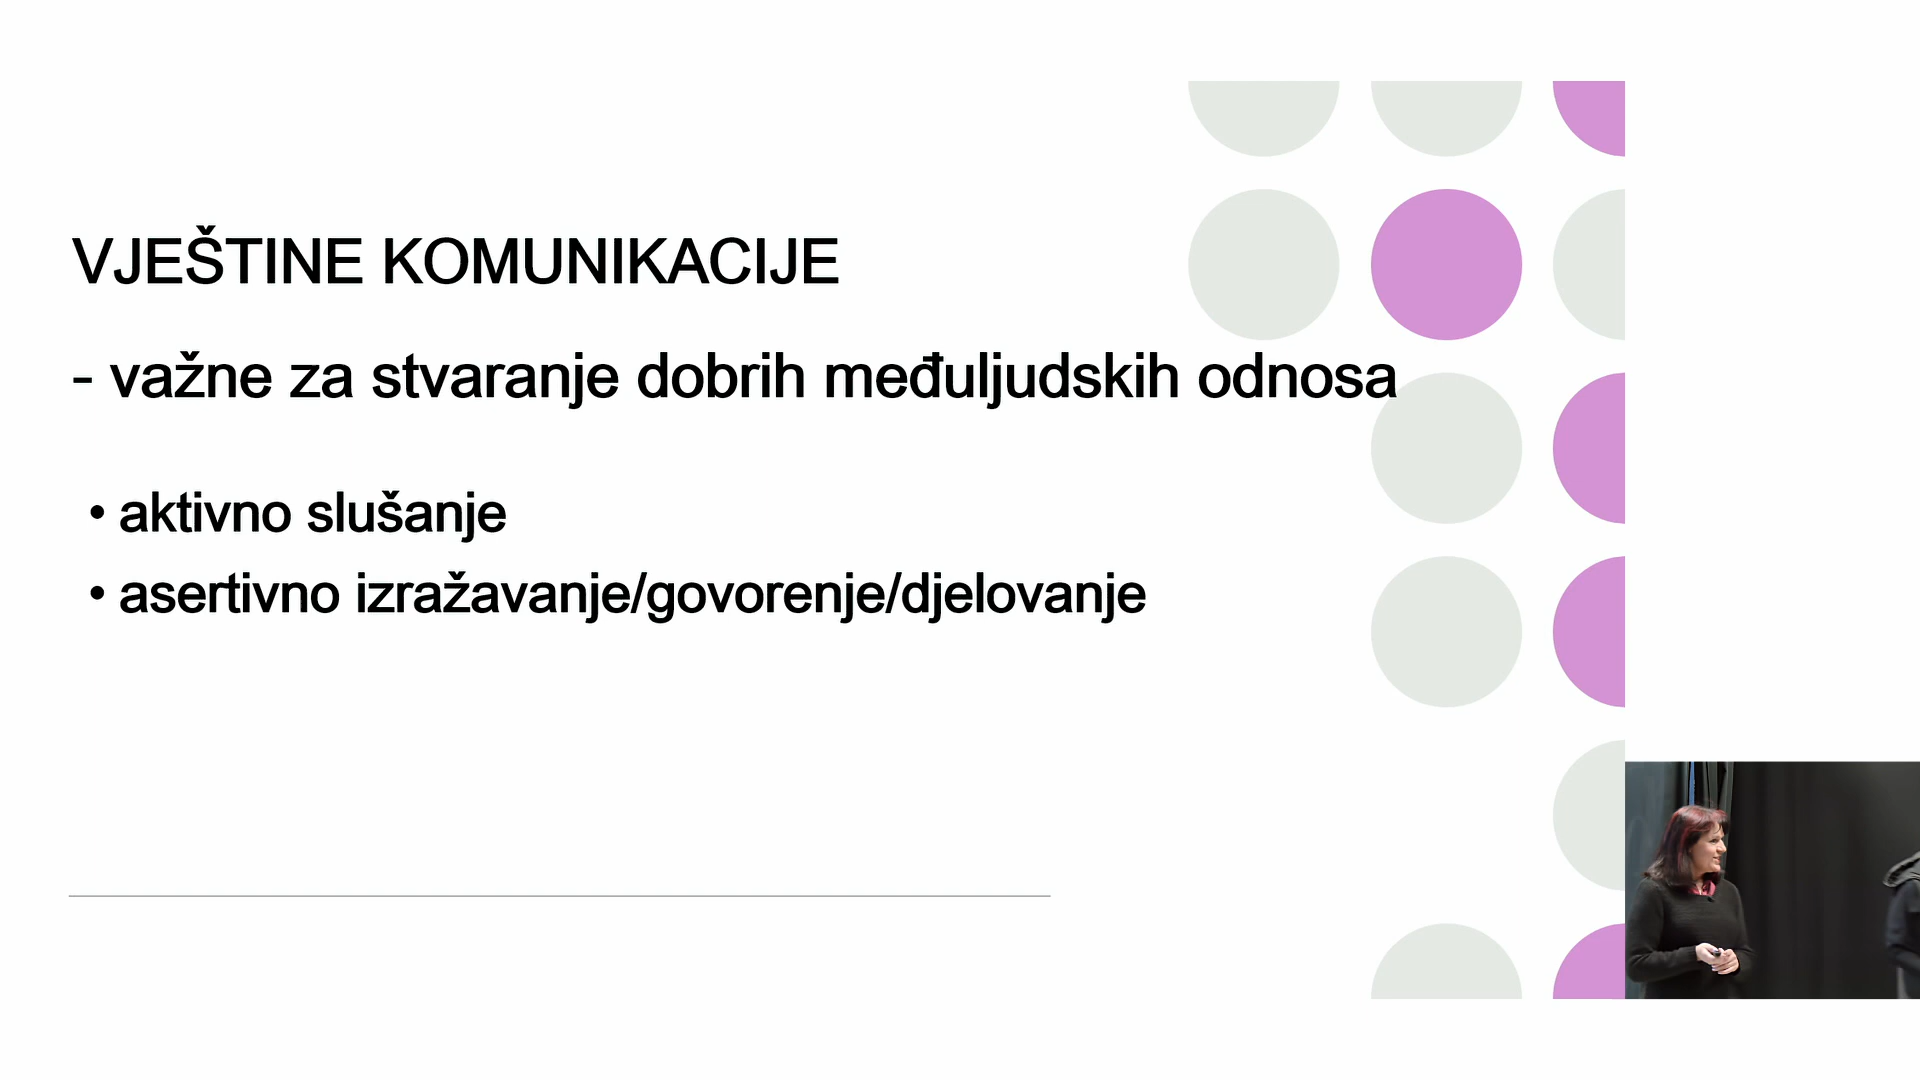 VJEŠTINE KOMUNIKACIJE
- važne za stvaranje dobrih međuljudskih odnosa
• aktivno slušanje
• asertivno izražavanje/govorenje/djelovanje